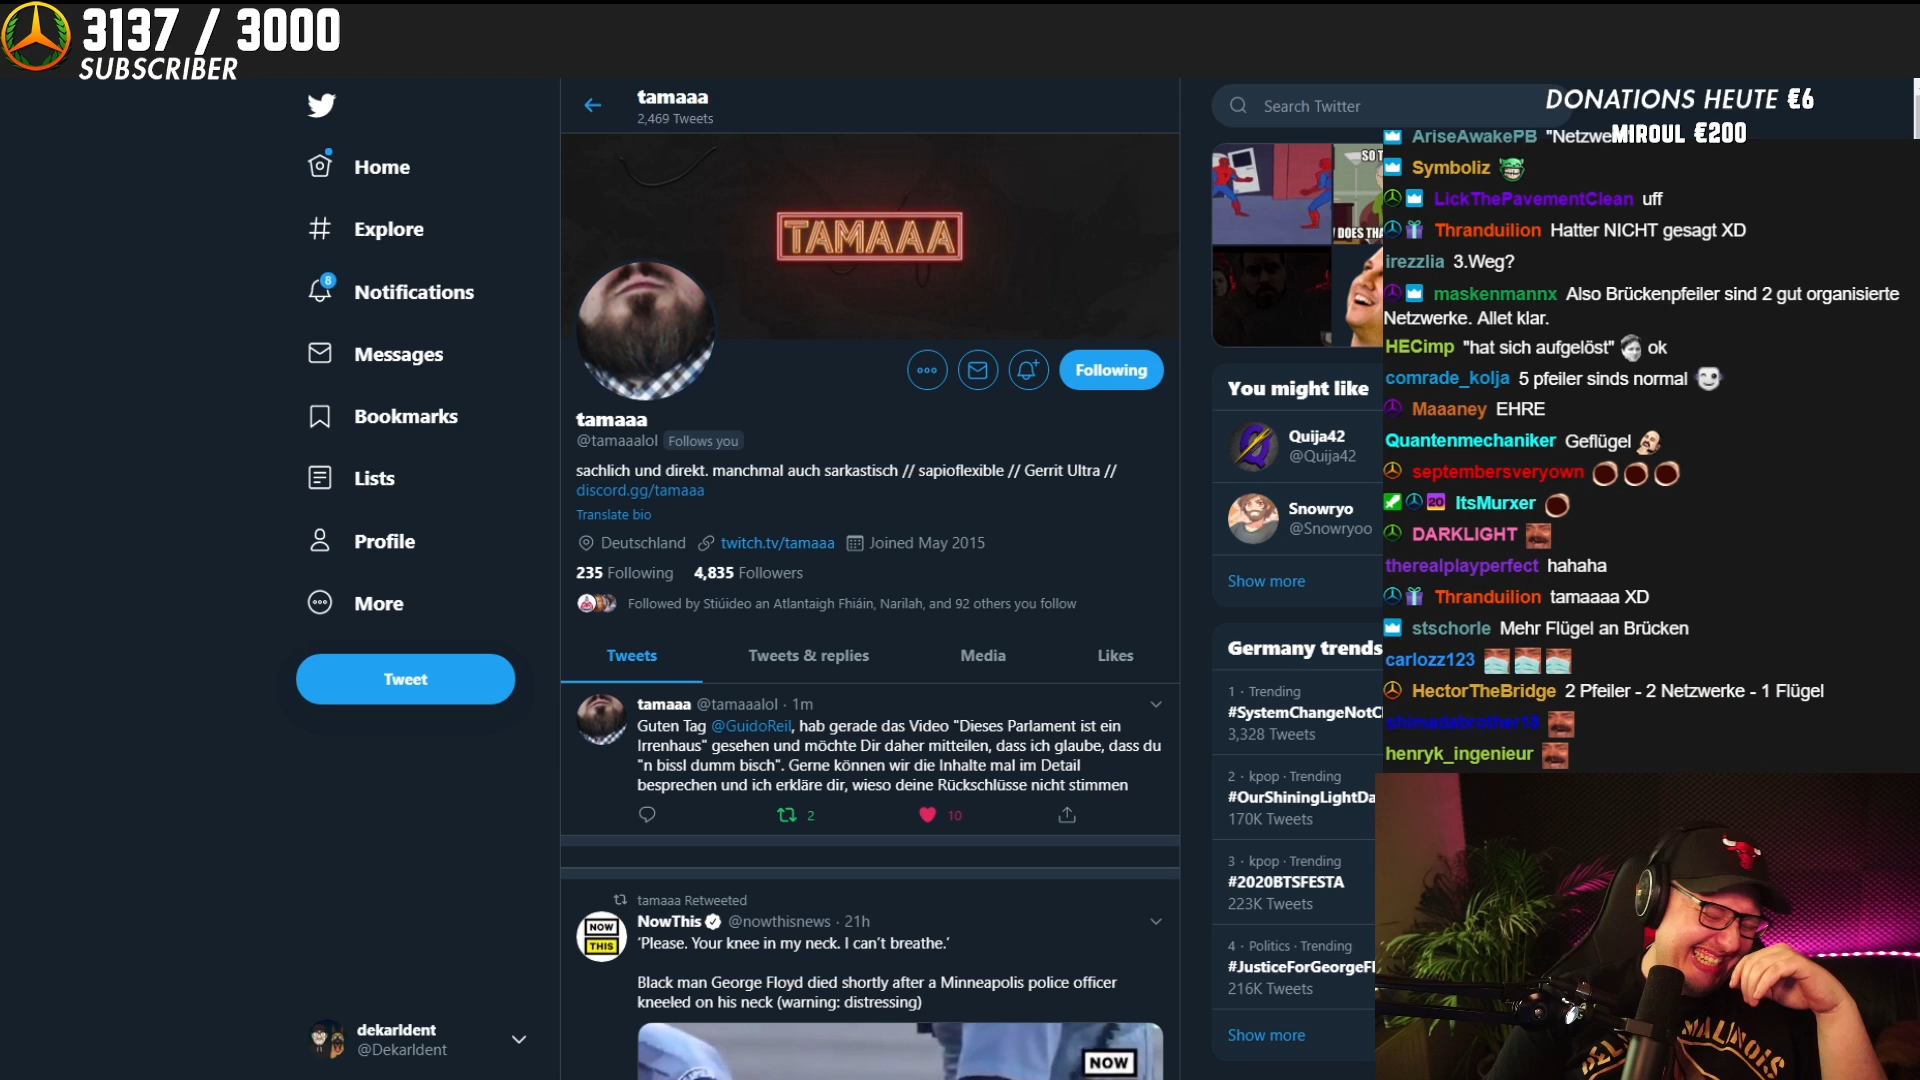 3137 / 3000
SUBSCRIBER
Home
Explore
8
Notifications
Messages
Bookmarks
Lists
Profile
More
Tweet
dekarldent
@Dekarldent
tamaaa
2,469 Tweets
TAMAAA
Following
tamaaa
@tamaaalol Follows you
sachlich und direkt. manchmal auch sarkastisch // sapioflexible // Gerrit Ultra //
discord.gg/tamaaa
Translate bio
Deutschland twitch.tv/tamaaa Joined May 2015
235 Following 4,835 Followers
Followed by Stiúideo an Atlantaigh Fhiáin, Narilah, and 92 others you follow
Tweets Tweets & replies Media Likes
tamaaa @tamaaalol · 1m
Guten Tag @GuidoReil, hab gerade das Video "Dieses Parlament ist ein
Irrenhaus" gesehen und möchte Dir daher mitteilen, dass ich glaube, dass du
"n bissl dumm bisch". Gerne können wir die Inhalte mal im Detail
besprechen und ich erkläre dir, wieso deine Rückschlüsse nicht stimmen
2 10
tamaaa Retweeted
NowThis @nowthisnews · 21h
NOW
THIS
'Please. Your knee in my neck. I can't breathe.'
Black man George Floyd died shortly after a Minneapolis police officer
kneeled on his neck (warning: distressing)
NOW
Search Twitter
SO T
DOES THA
You might like
Quija42
@Quija42
Snowryo
@Snowryoo
Show more
Germany trends
1 · Trending
#SystemChangeNotC
3,328 Tweets
2 · kpop · Trending
#OurShiningLightDa
170K Tweets
3 · kpop · Trending
#2020BTSFESTA
223K Tweets
4 · Politics · Trending
#JusticeForGeorgeFl
216K Tweets
Show more
DONATIONS HEUTE €6
MIROUL €200
AriseAwakePB "Netzwe
Symboliz
LickThePavementClean uff
Thranduilion Hatter NICHT gesagt XD
irezzlia 3.Weg?
maskenmannx Also Brückenpfeiler sind 2 gut organisierte
Netzwerke. Allet klar.
HECimp "hat sich aufgelöst" ok
comrade_kolja 5 pfeiler sinds normal
Maaaney EHRE
Quantenmechaniker Geflügel
septembersveryown
20 ItsMurxer
DARKLIGHT
therealplayperfect hahaha
Thranduilion tamaaaa XD
stschorle Mehr Flügel an Brücken
carlozz123
HectorTheBridge 2 Pfeiler - 2 Netzwerke - 1 Flügel
shimadabrother18
henryk_ingenieur